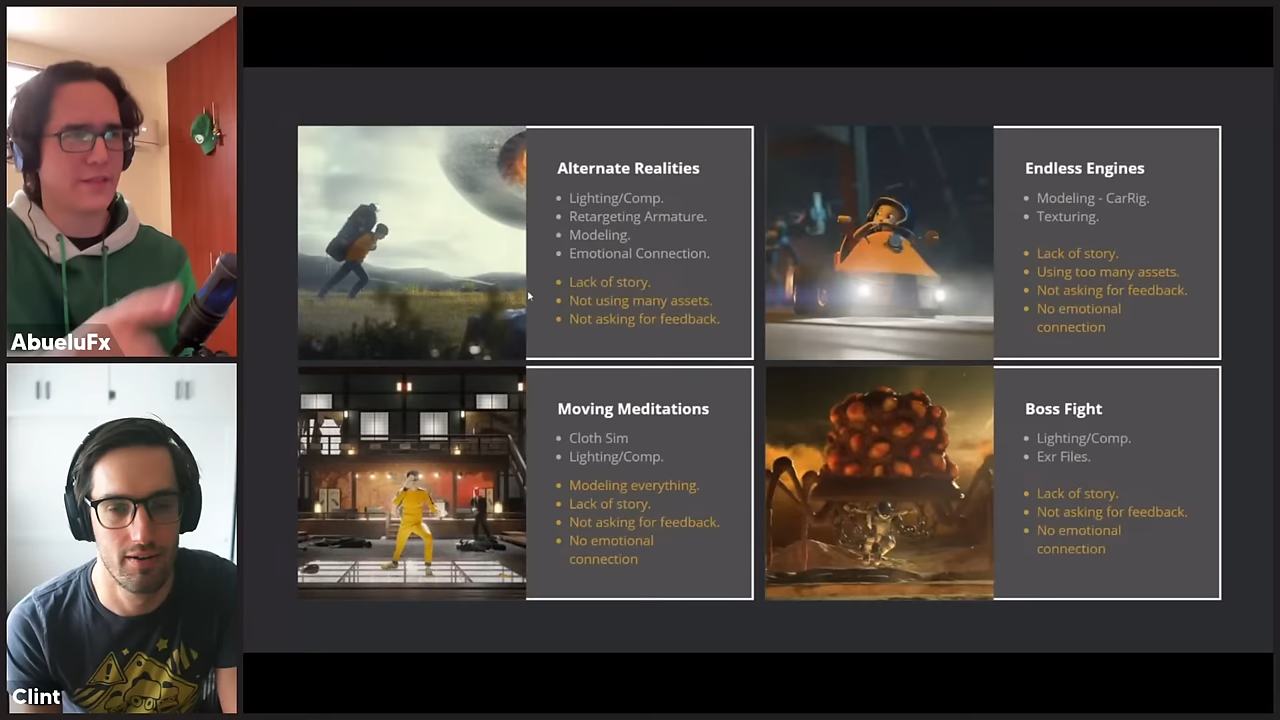 AbueluFx
Clint
Alternate Realities
Lighting/Comp.
Retargeting Armature.
Modeling.
Emotional Connection.
Lack of story.
Not using many assets.
Not asking for feedback.
Endless Engines
Modeling - CarRig.
Texturing.
Lack of story.
Using too many assets.
Not asking for feedback.
No emotional
connection
Moving Meditations
Cloth Sim
Lighting/Comp.
Modeling everything.
Lack of story.
Not asking for feedback.
No emotional
connection
Boss Fight
Lighting/Comp.
Exr Files.
Lack of story.
Not asking for feedback.
No emotional
connection